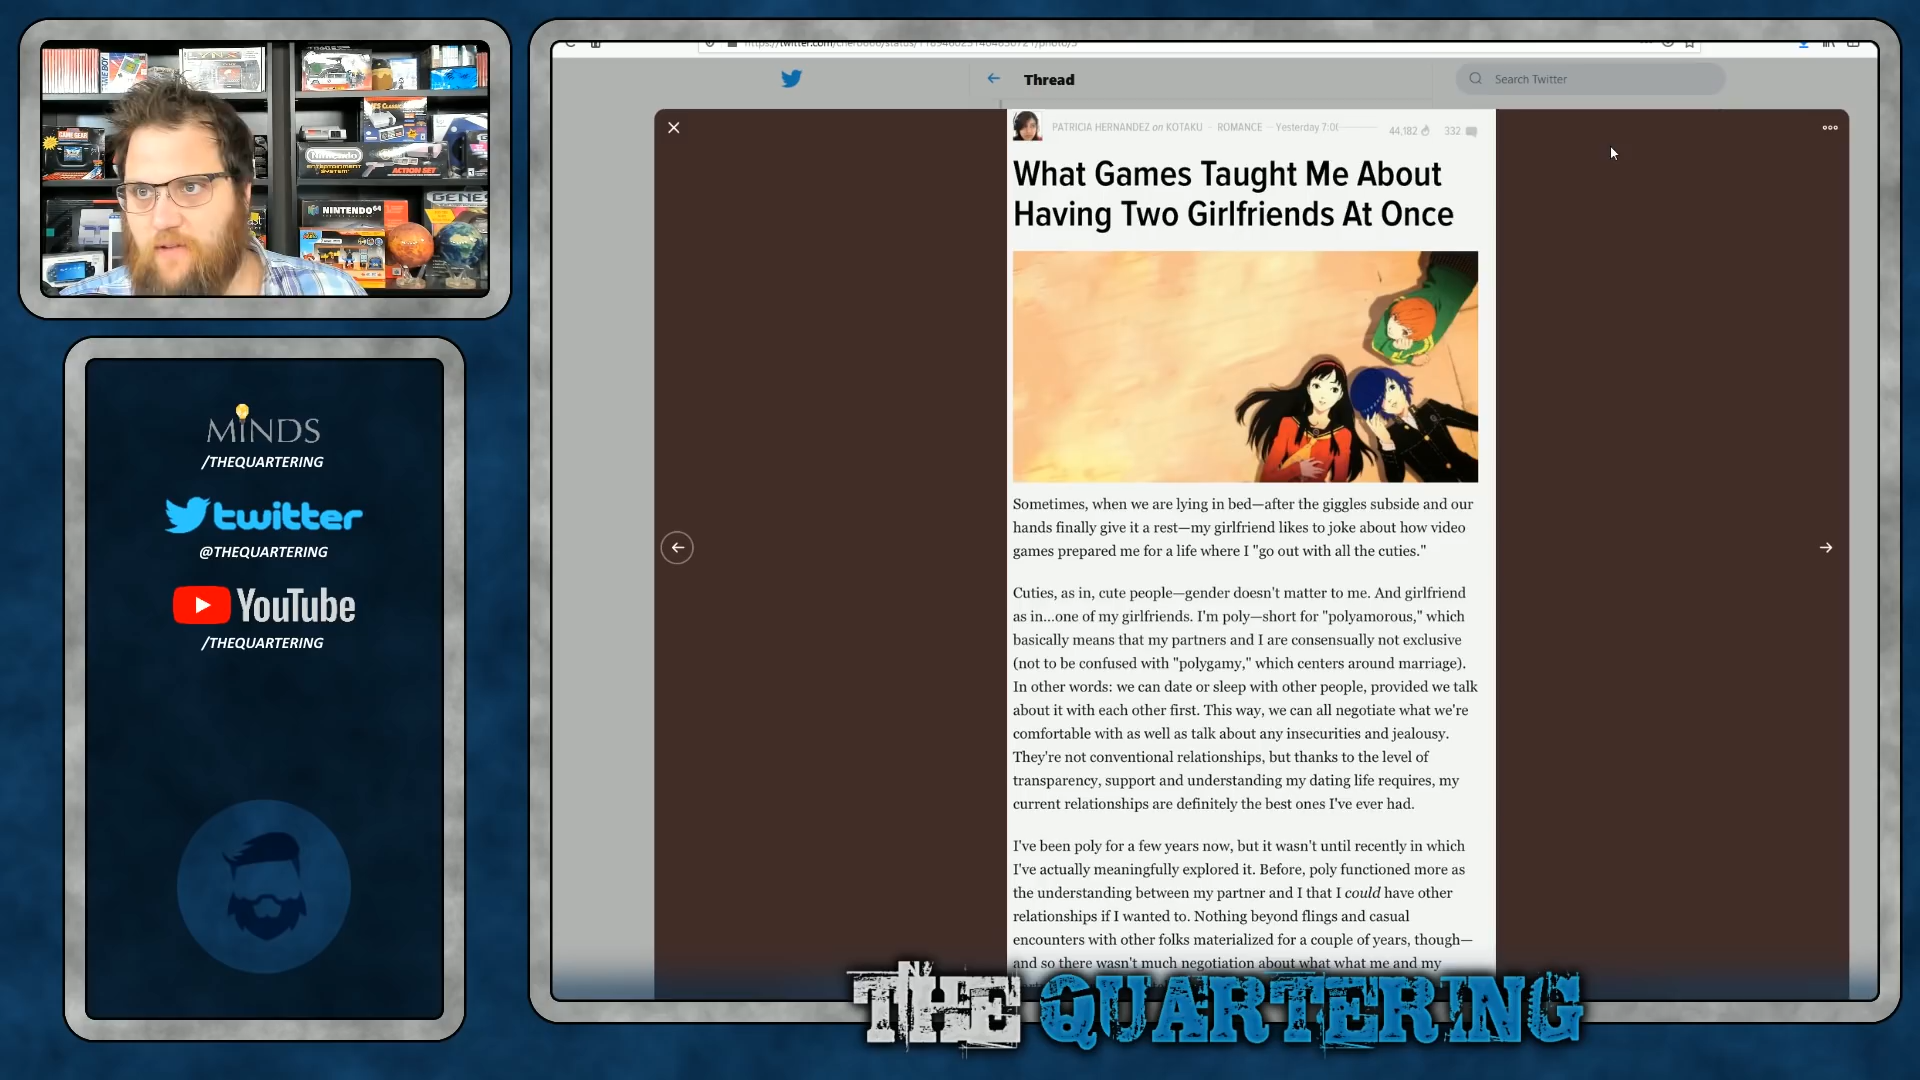 Thread
Search Twitter
PATRICIA HERNANDEZ on KOTAKU
ROMANCE
Yesterday
44,182
332
What Games Taught Me About
Having Two Girlfriends At Once
Sometimes, when we are lying in bed—after the giggles subside and our
hands finally give it a rest—my girlfriend likes to joke about how video
games prepared me for a life where I "go out with all the cuties."
Cuties, as in, cute people—gender doesn't matter to me. And girlfriend
as in...one of my girlfriends. I'm poly—short for "polyamorous," which
basically means that my partners and I are consensually not exclusive
(not to be confused with "polygamy," which centers around marriage).
In other words: we can date or sleep with other people, provided we talk
about it with each other first. This way, we can all negotiate what we're
comfortable with as well as talk about any insecurities and jealousy.
They're not conventional relationships, but thanks to the level of
transparency, support and understanding my dating life requires, my
current relationships are definitely the best ones I've ever had.
I've been poly for a few years now, but it wasn't until recently in which
I've actually meaningfully explored it. Before, poly functioned more as
the understanding between my partner and I that I could have other
relationships if I wanted to. Nothing beyond flings and casual
encounters with other folks materialized for a couple of years, though—
and so there wasn't much negotiation about what what me and my
GAME BOY
GAME GEAR
Nintendo
ENTERTAINMENT
SYSTEM
ACTION SET
NINTENDO 64
GENESIS
MINDS
/THEQUARTERING
twitter
@THEQUARTERING
YouTube
/THEQUARTERING
THE QUARTERING